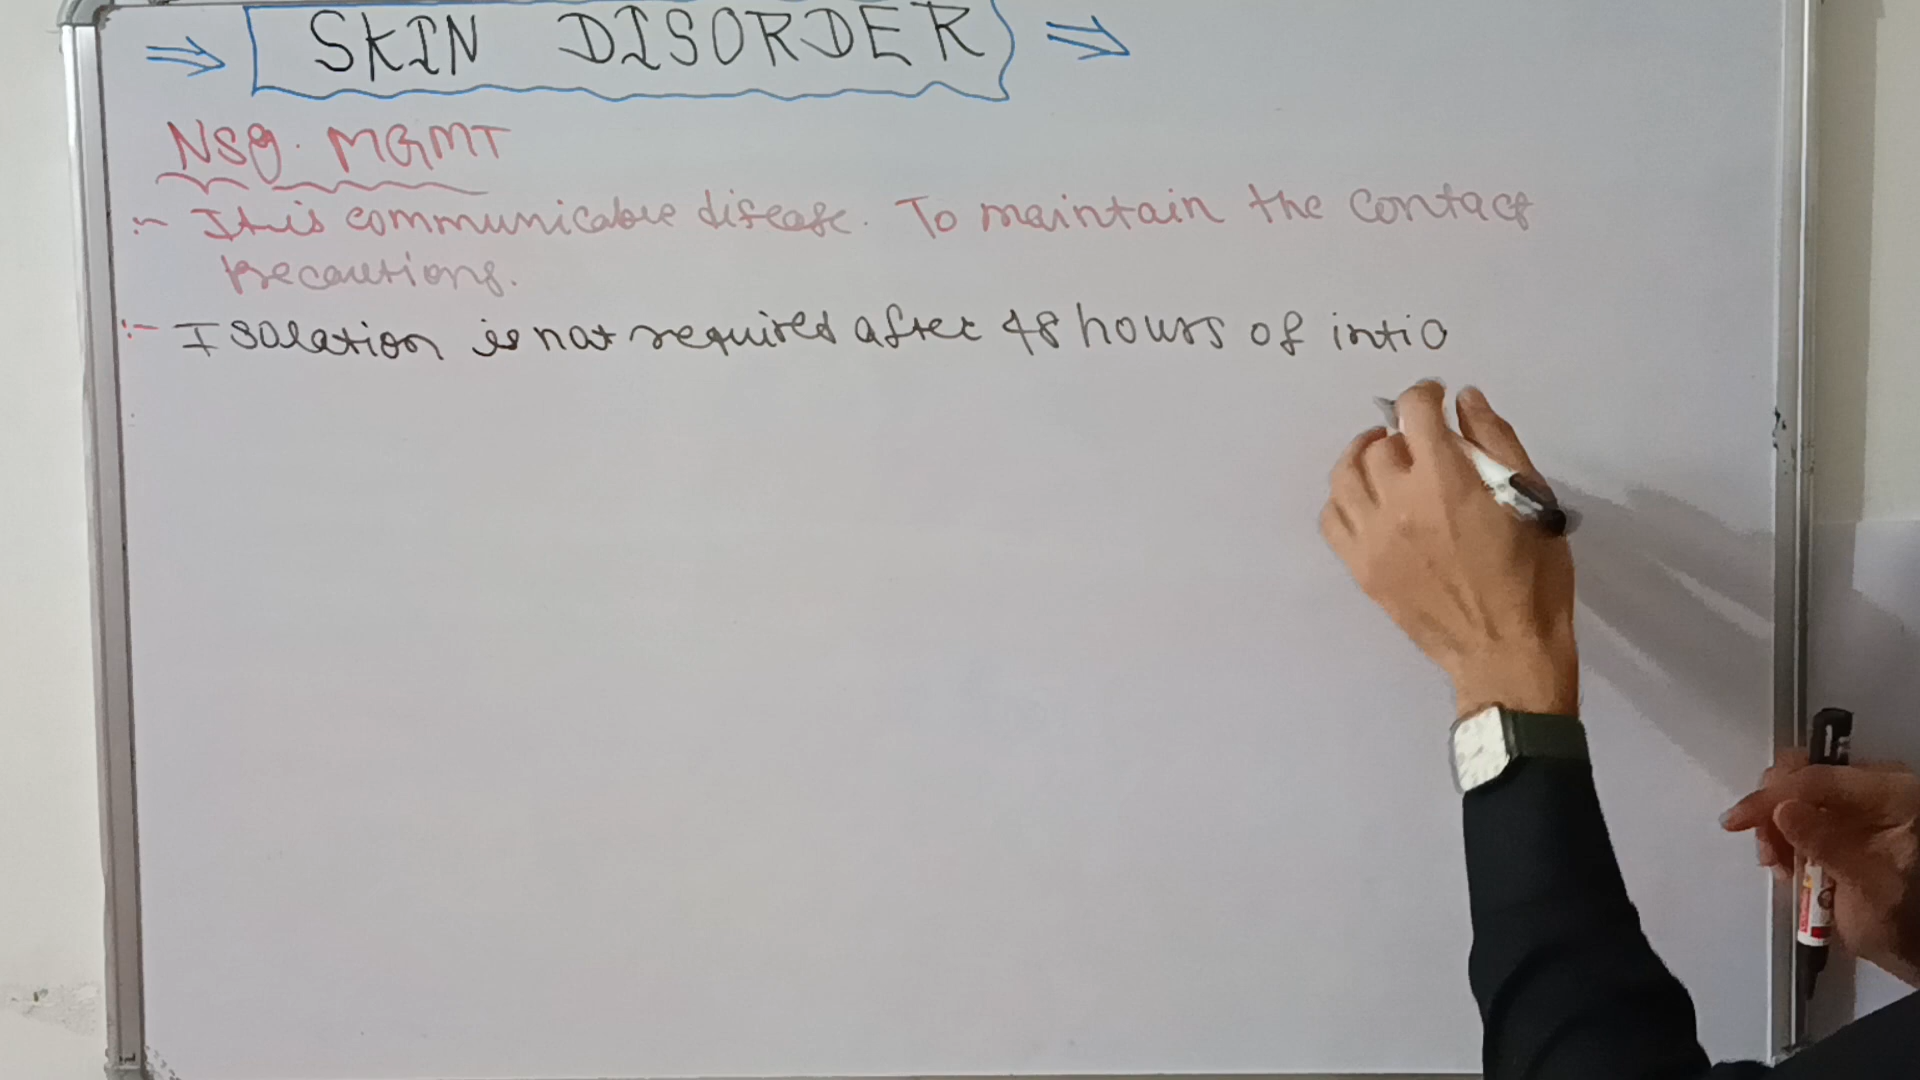 ⇒ SKIN DISORDER ⇒
NSg. MGMT
:- It is communicable disease. To maintain the contact
precautions.
:- Isolation is not required after 48 hours of intio